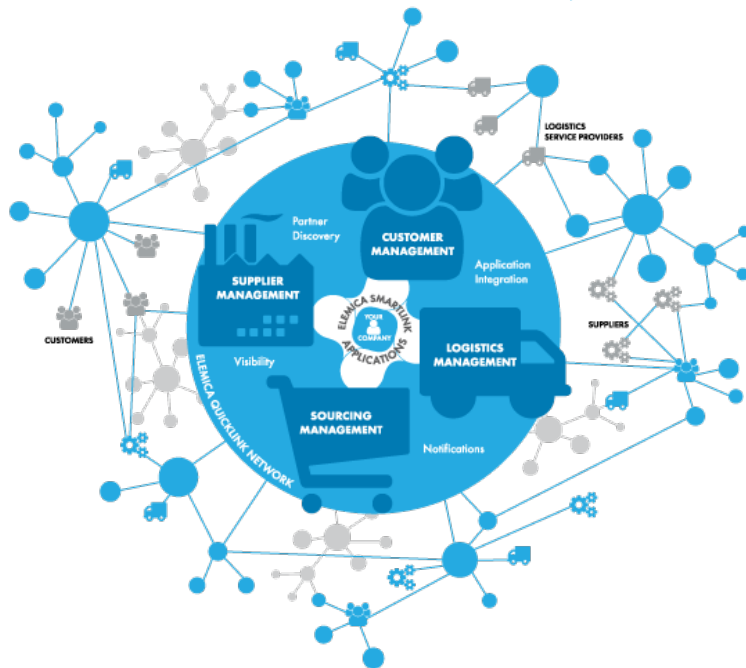 LOGISTICS
SERVICE PROVIDERS
Partner
Discovery
CUSTOMER
MANAGEMENT
Application
Integration
SUPPLIER
MANAGEMENT
ELEMICA SMARTLINK
APPLICATIONS
YOUR
COMPANY
CUSTOMERS
SUPPLIERS
LOGISTICS
MANAGEMENT
Visibility
SOURCING
MANAGEMENT
Notifications
ELEMICA QUICKLINK NETWORK